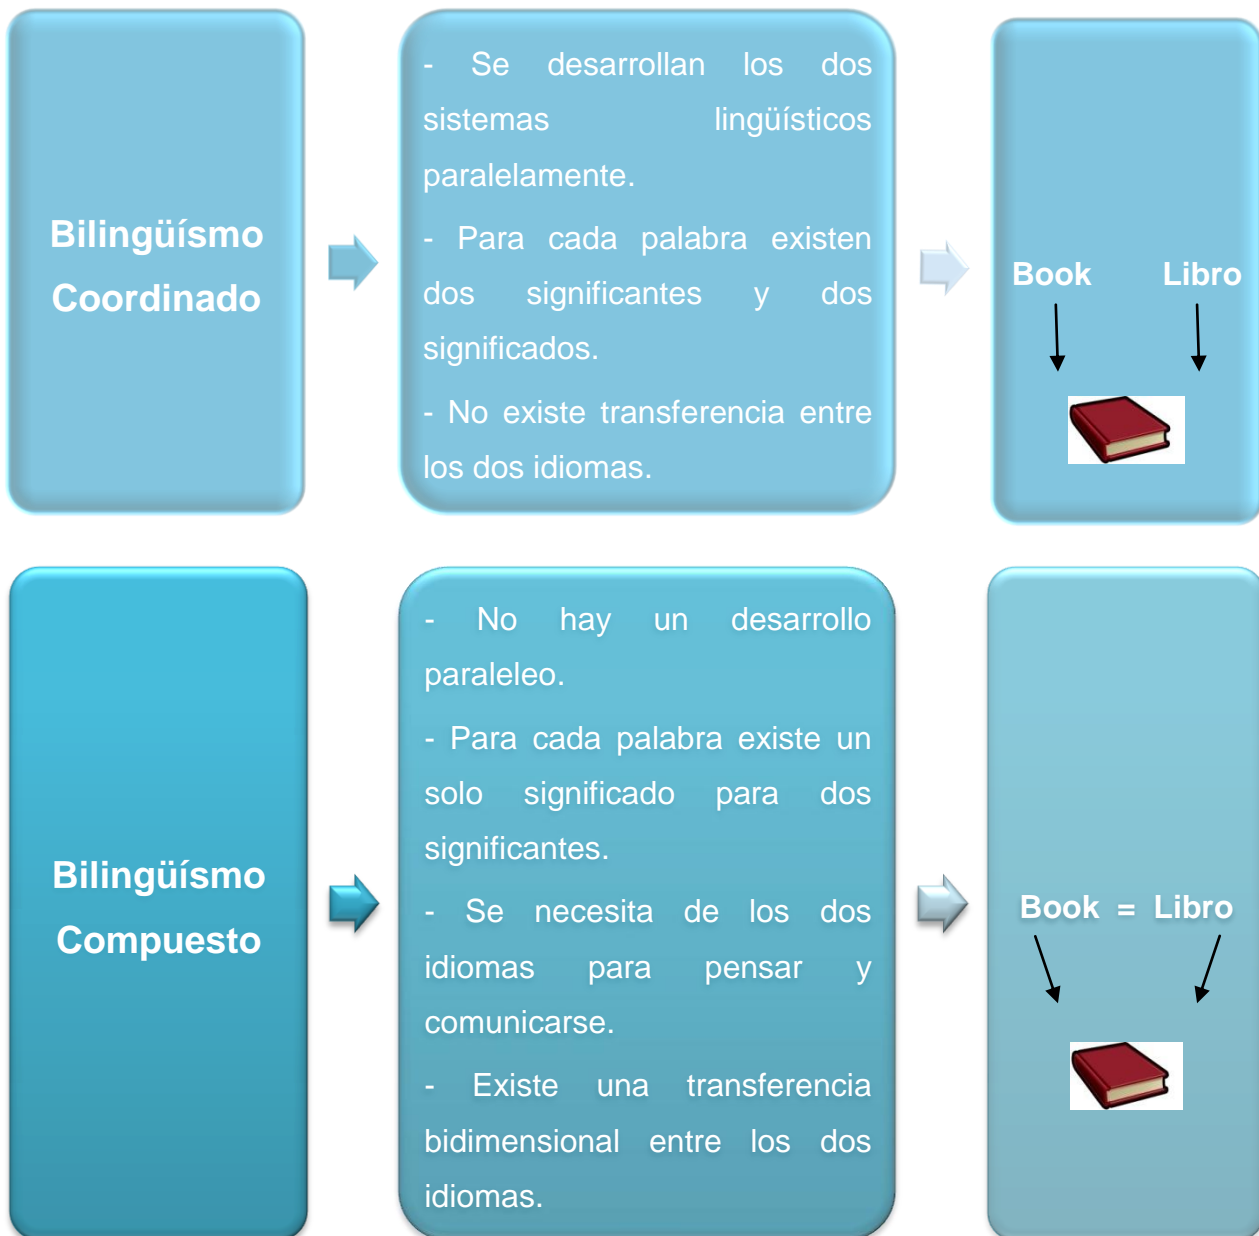 Bilingüísmo
Coordinado
- Se desarrollan los dos
sistemas lingüísticos
paralelamente.
- Para cada palabra existen
dos significantes y dos
significados.
- No existe transferencia entre
los dos idiomas.
Book Libro
Bilingüísmo
Compuesto
- No hay un desarrollo
paraleleo.
- Para cada palabra existe un
solo significado para dos
significantes.
- Se necesita de los dos
idiomas para pensar y
comunicarse.
- Existe una transferencia
bidimensional entre los dos
idiomas.
Book = Libro